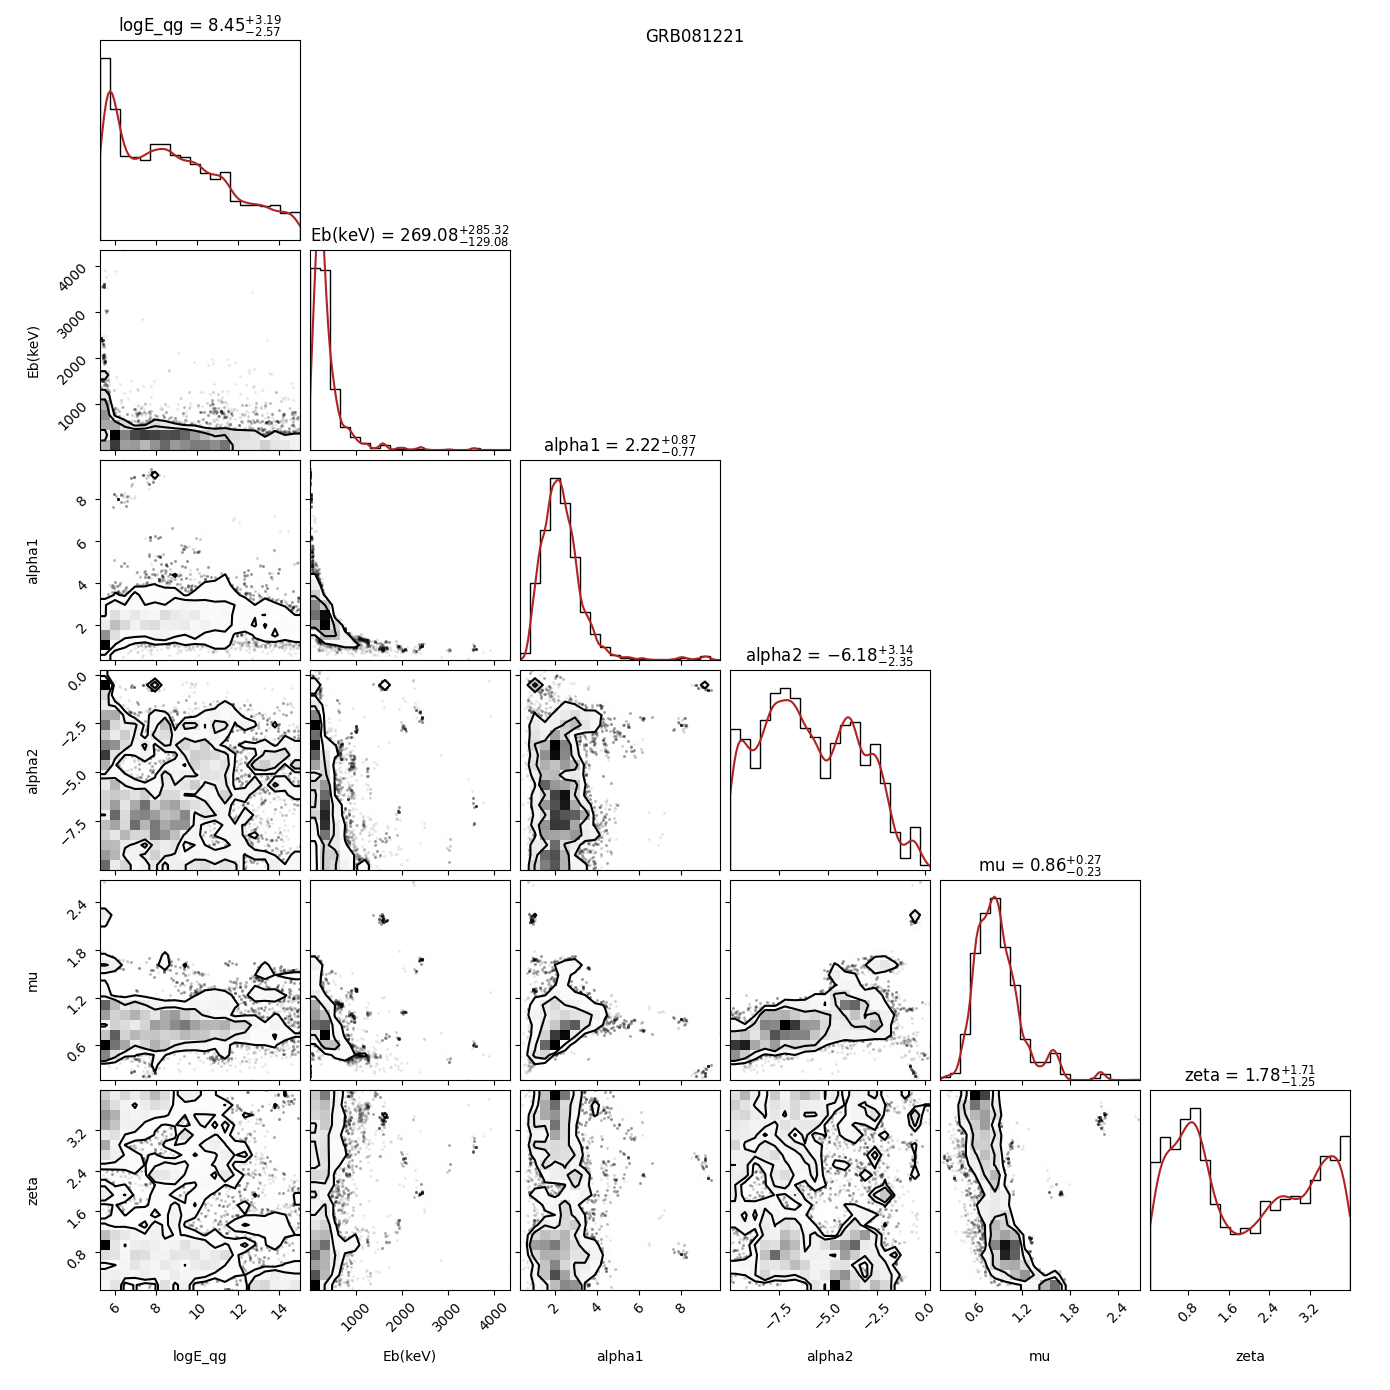 logE_qg = 8.45+3.19−2.57
GRB081221
Eb(keV) = 269.08+285.32−129.08
4000
3000
2000
1000
Eb(keV)
alpha1 = 2.22+0.87−0.77
8
6
4
2
alpha1
alpha2 = −6.18+3.14−2.35
0.0
−2.5
−5.0
−7.5
alpha2
mu = 0.86+0.27−0.23
2.4
1.8
1.2
0.6
mu
zeta = 1.78+1.71−1.25
3.2
2.4
1.6
0.8
zeta
6 8 10 12 14 1000 2000 3000 4000 2 4 6 8 −7.5 −5.0 −2.5 0.0 0.6 1.2 1.8 2.4 0.8 1.6 2.4 3.2
logE_qg Eb(keV) alpha1 alpha2 mu zeta